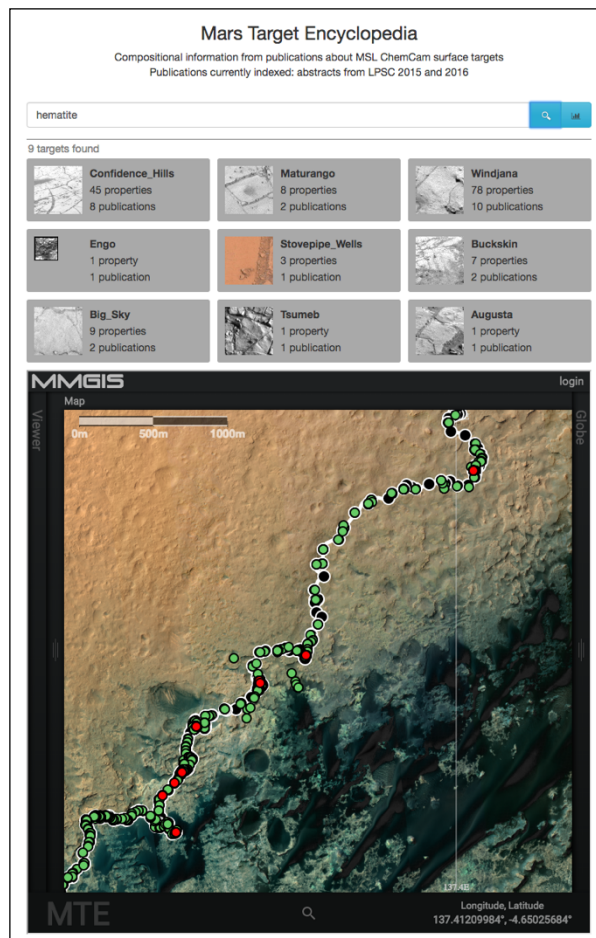 Mars Target Encyclopedia
Compositional information from publications about MSL ChemCam surface targets
Publications currently indexed: abstracts from LPSC 2015 and 2016
hematite
9 targets found
Confidence_Hills
45 properties
8 publications
Maturango
8 properties
2 publications
Windjana
78 properties
10 publications
Engo
1 property
1 publication
Stovepipe_Wells
3 properties
1 publication
Buckskin
7 properties
2 publications
Big_Sky
9 properties
2 publications
Tsumeb
1 property
1 publication
Augusta
1 property
1 publication
MMGIS
login
Viewer
Map
Globe
0m 500m 1000m
137.4E
MTE
Longitude, Latitude
137.41209984°, -4.65025684°